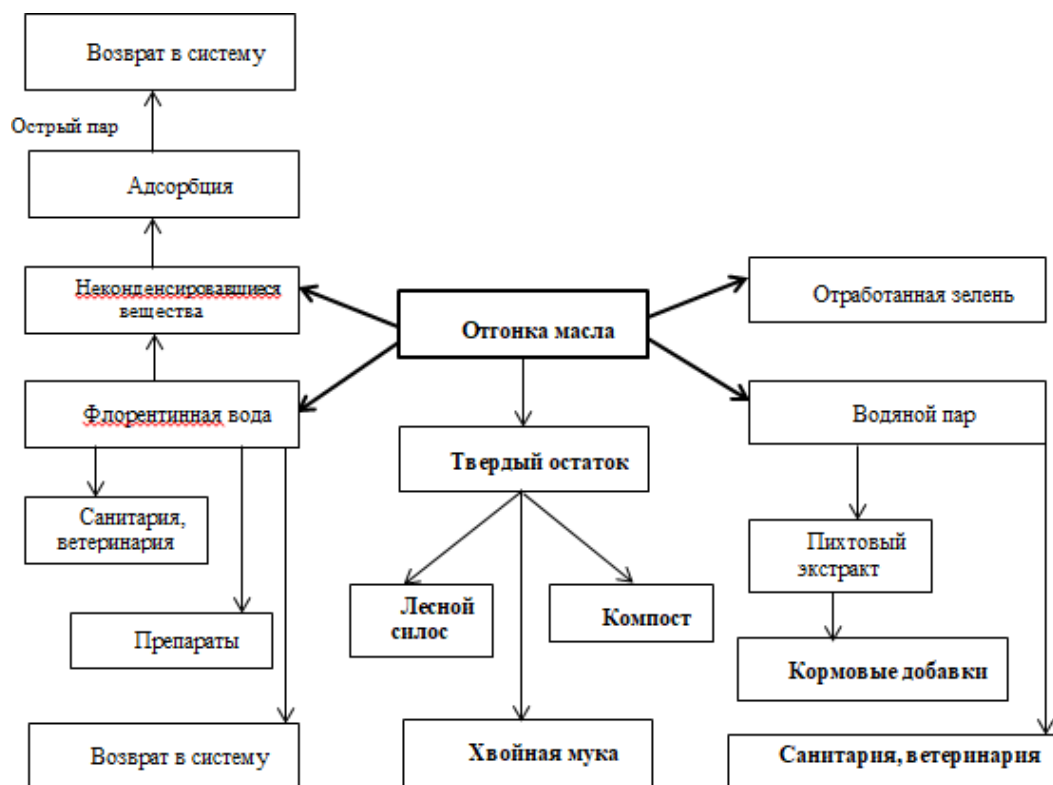 Возврат в систему
Острый пар
Адсорбция
Неконденсировавшиеся
вещества
Отгонка масла
Отработанная зелень
Флорентинная вода
Водяной пар
Твердый остаток
Санитария,
ветеринария
Пихтовый
экстракт
Лесной
силос
Компост
Препараты
Кормовые добавки
Возврат в систему
Хвойная мука
Санитария, ветеринария